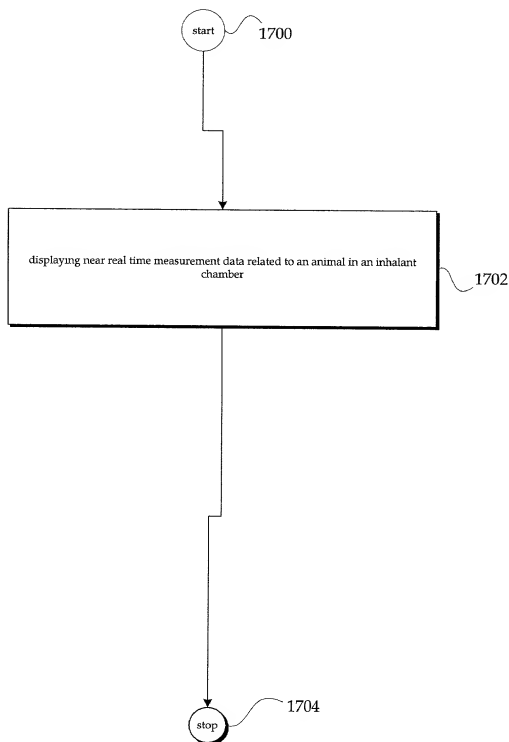 start
1700
displaying near real time measurement data related to an animal in an inhalant
chamber
1702
1704
stop